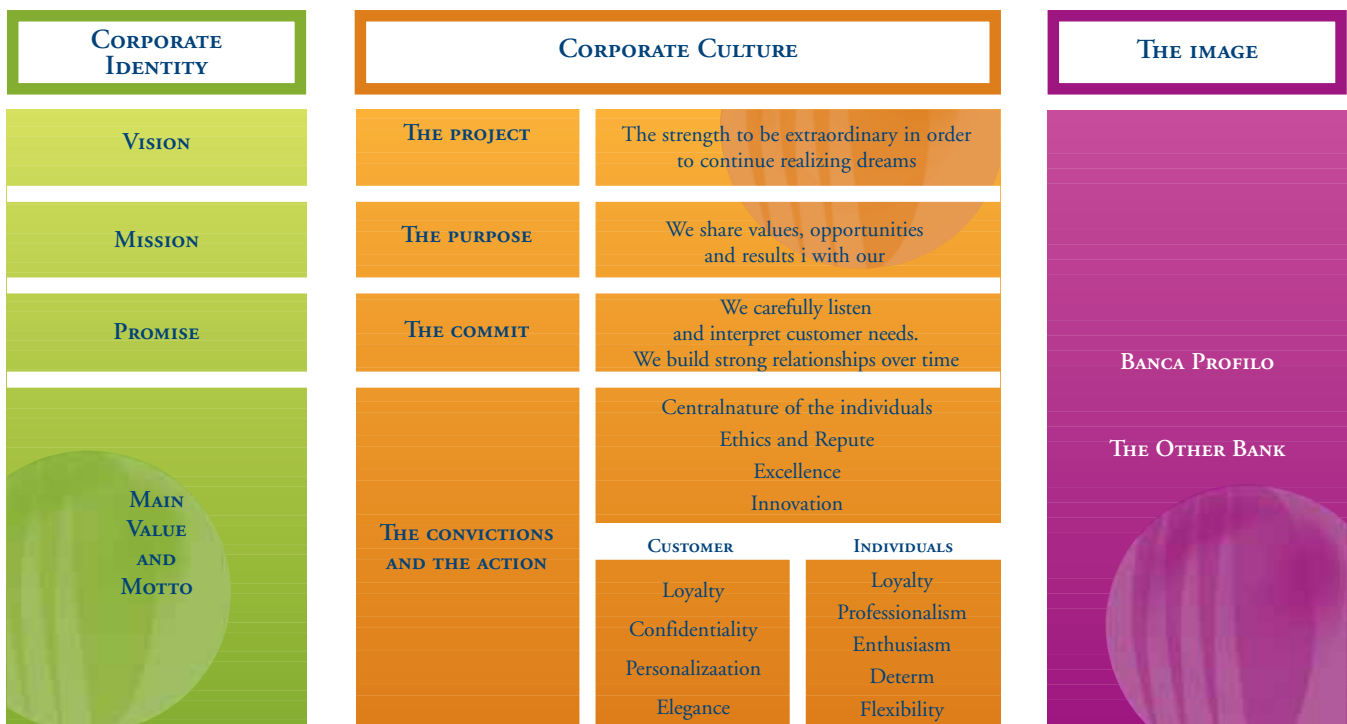 Corporate
Identity
Corporate Culture
The image
Vision
The project
The strength to be extraordinary in order
to continue realizing dreams
Mission
The purpose
We share values, opportunities
and results i with our
Promise
The commit
We carefully listen
and interpret customer needs.
We build strong relationships over time
Main
Value
and
Motto
The convictions
and the action
Centralnature of the individuals
Ethics and Repute
Excellence
Innovation
Customer
Loyalty
Confidentiality
Personalizaation
Elegance
Individuals
Loyalty
Professionalism
Enthusiasm
Determ
Flexibility
Banca Profilo
The Other Bank